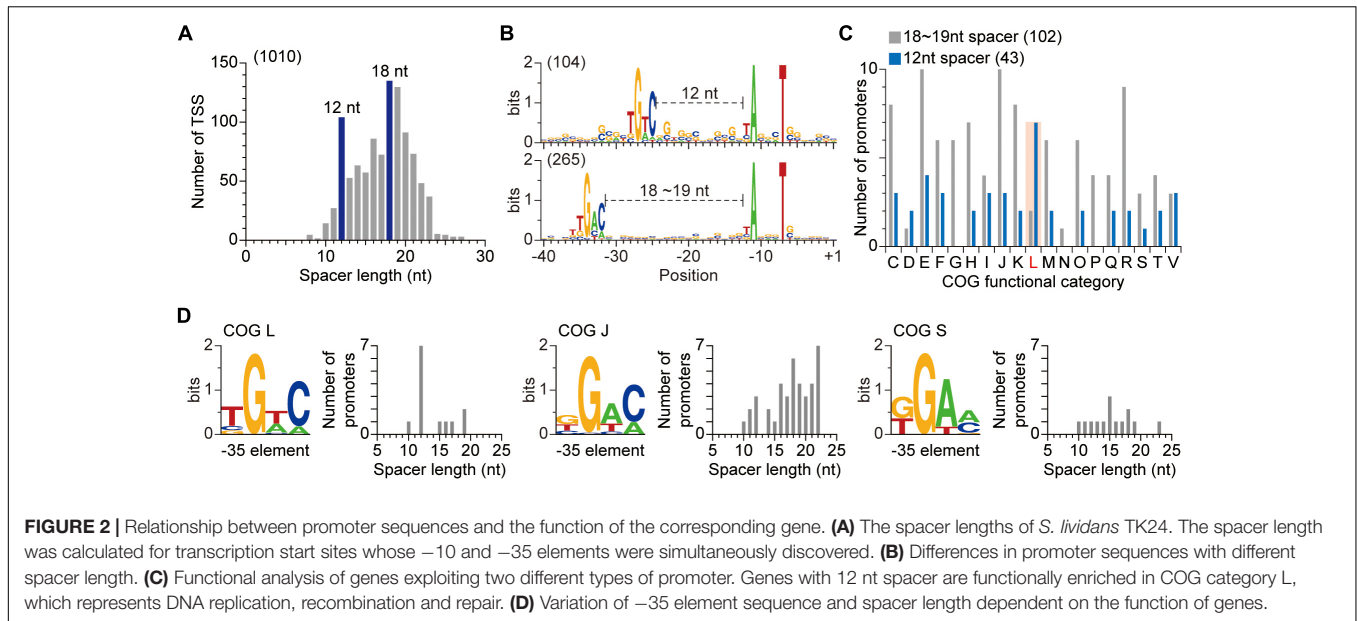 A
(1010)
150
100
50
0
Number of TSS
12 nt
18 nt
0 10 20 30
Spacer length (nt)
B
(104)
2
1
0
bits
12 nt
(265)
2
1
0
bits
18 ~19 nt
-40 -30 -20 -10 +1
Position
C
18~19nt spacer (102)
12nt spacer (43)
10
0
Number of promoters
C D E F G H I J K L M N O P Q R S T V
COG functional category
D
COG L
2
1
0
bits
TGTC
-35 element
Number of promoters
7
0
5 15 25
Spacer length (nt)
COG J
2
1
0
bits
GGAC
-35 element
Number of promoters
7
0
5 15 25
Spacer length (nt)
COG S
2
1
0
bits
GGAA
-35 element
Number of promoters
7
0
5 15 25
Spacer length (nt)
FIGURE 2 | Relationship between promoter sequences and the function of the corresponding gene. (A) The spacer lengths of S. lividans TK24. The spacer length
was calculated for transcription start sites whose −10 and −35 elements were simultaneously discovered. (B) Differences in promoter sequences with different
spacer length. (C) Functional analysis of genes exploiting two different types of promoter. Genes with 12 nt spacer are functionally enriched in COG category L,
which represents DNA replication, recombination and repair. (D) Variation of −35 element sequence and spacer length dependent on the function of genes.